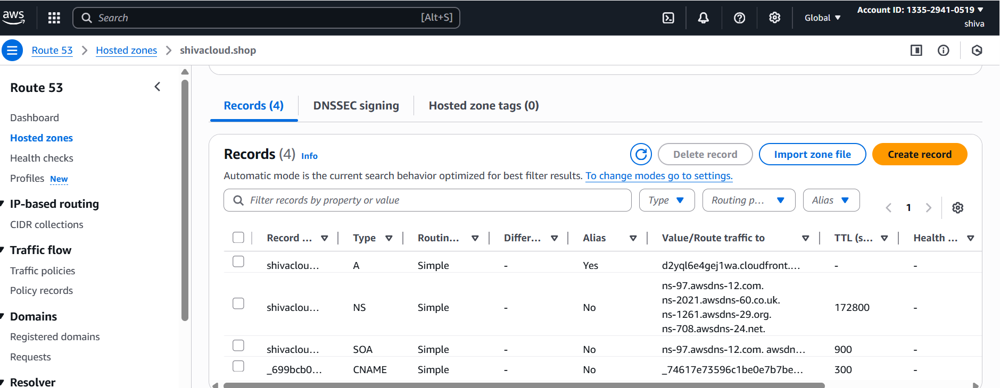 aws
Search [Alt+S]
Global
Account ID: 1335-2941-0519
shiva
Route 53
Hosted zones
shivacloud.shop
Route 53
Dashboard
Hosted zones
Health checks
Profiles New
IP-based routing
CIDR collections
Traffic flow
Traffic policies
Policy records
Domains
Registered domains
Requests
Resolver
Records (4)
DNSSEC signing
Hosted zone tags (0)
Records (4) Info
Delete record
Import zone file
Create record
Automatic mode is the current search behavior optimized for best filter results. To change modes go to settings.
Filter records by property or value
Type
Routing p...
Alias
1
Record ... Type Routin... Differ... Alias Value/Route traffic to TTL (s... Health ...
shivaclou... A Simple - Yes d2yql6e4gej1wa.cloudfront.... - -
ns-97.awsdns-12.com.
ns-2021.awsdns-60.co.uk.
shivaclou... NS Simple - No 172800 -
ns-1261.awsdns-29.org.
ns-708.awsdns-24.net.
shivaclou... SOA Simple - No ns-97.awsdns-12.com. awsdn... 900 -
_699bcb0... CNAME Simple - No _74617e73596c1be0e7b7be... 300 -